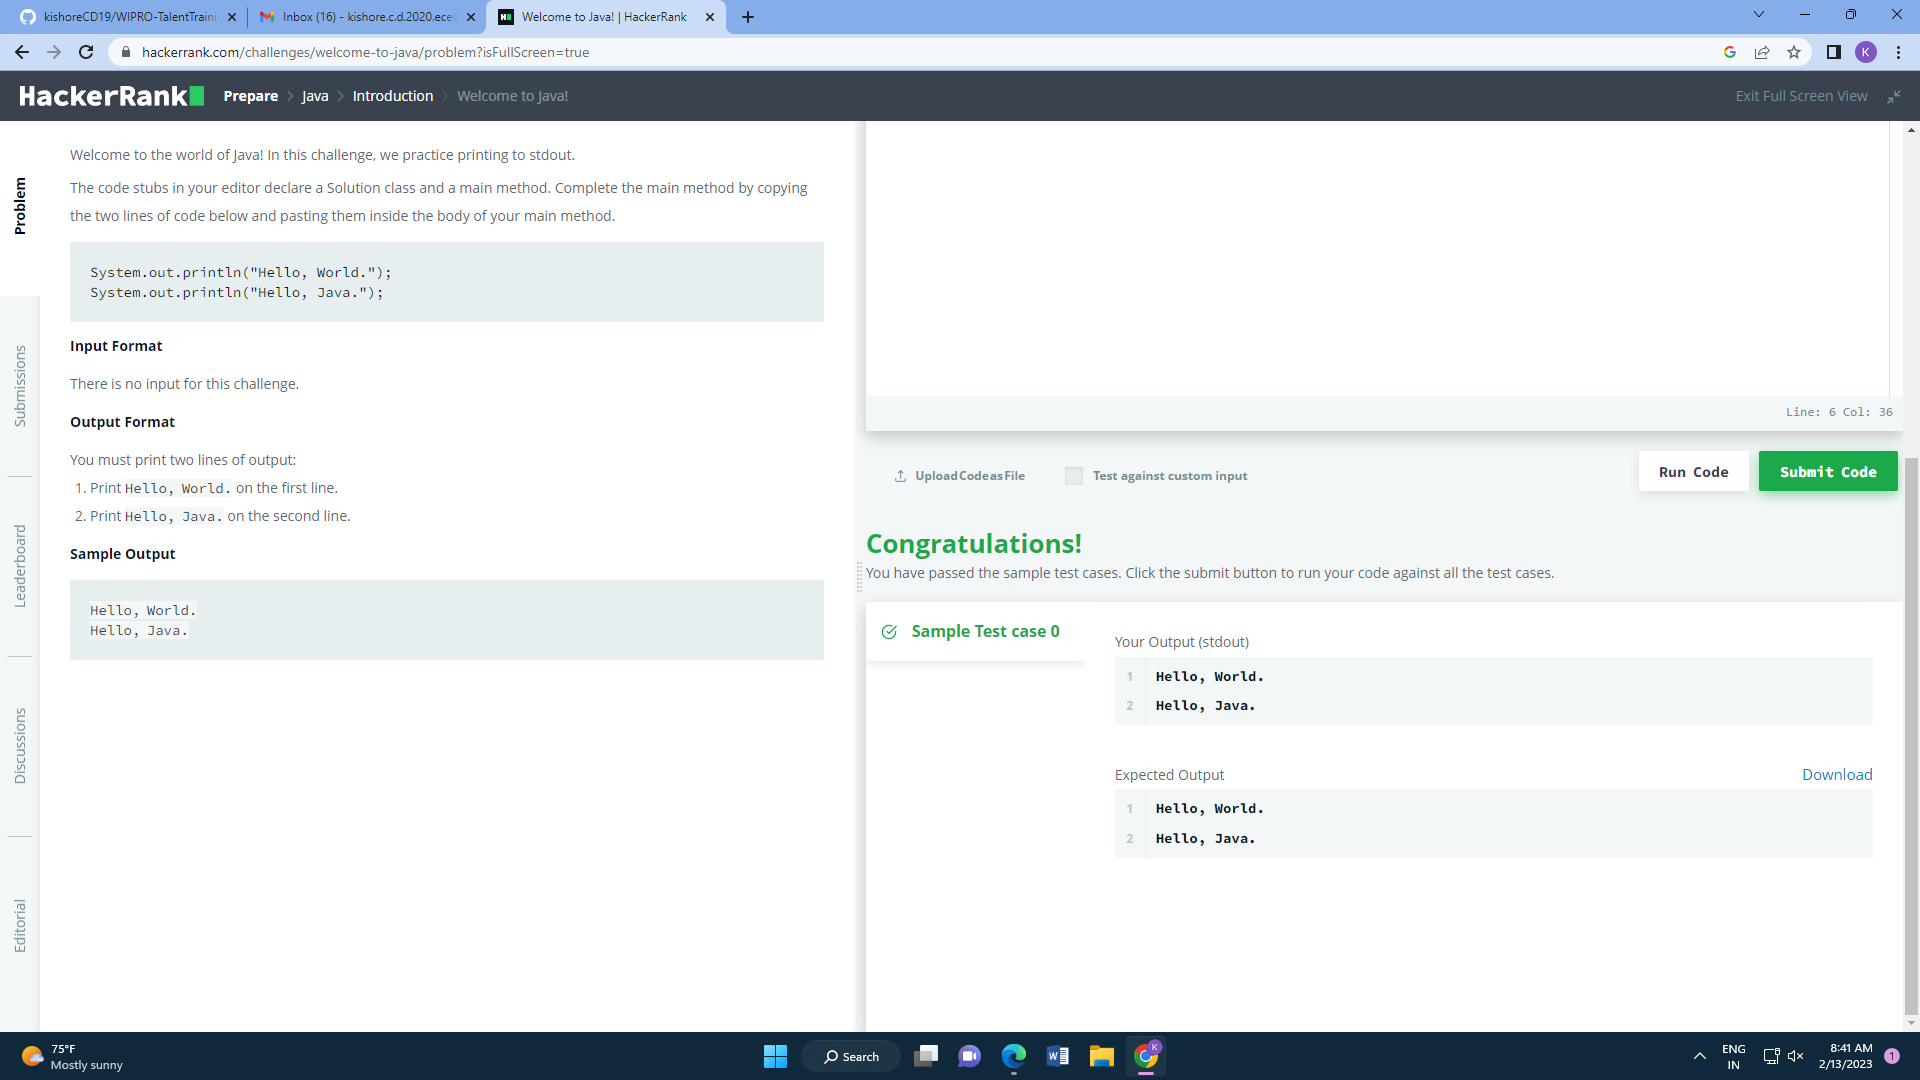 kishoreCD19/WIPRO-TalentTraini
Inbox (16) - kishore.c.d.2020.ece
Welcome to Java! | HackerRank
hackerrank.com/challenges/welcome-to-java/problem?isFullScreen=true
K
HackerRank
Prepare > Java > Introduction > Welcome to Java!
Exit Full Screen View
Problem
Submissions
Leaderboard
Discussions
Editorial
Welcome to the world of Java! In this challenge, we practice printing to stdout.
The code stubs in your editor declare a Solution class and a main method. Complete the main method by copying
the two lines of code below and pasting them inside the body of your main method.
System.out.println("Hello, World.");
System.out.println("Hello, Java.");
Input Format
There is no input for this challenge.
Output Format
You must print two lines of output:
1. Print Hello, World. on the first line.
2. Print Hello, Java. on the second line.
Sample Output
Hello, World.
Hello, Java.
Line: 6 Col: 36
Upload Code as File
Test against custom input
Run Code
Submit Code
Congratulations!
You have passed the sample test cases. Click the submit button to run your code against all the test cases.
Sample Test case 0
Your Output (stdout)
1 Hello, World.
2 Hello, Java.
Expected Output
Download
1 Hello, World.
2 Hello, Java.
75°F
Mostly sunny
Search
K
ENG
IN
8:41 AM
2/13/2023
1